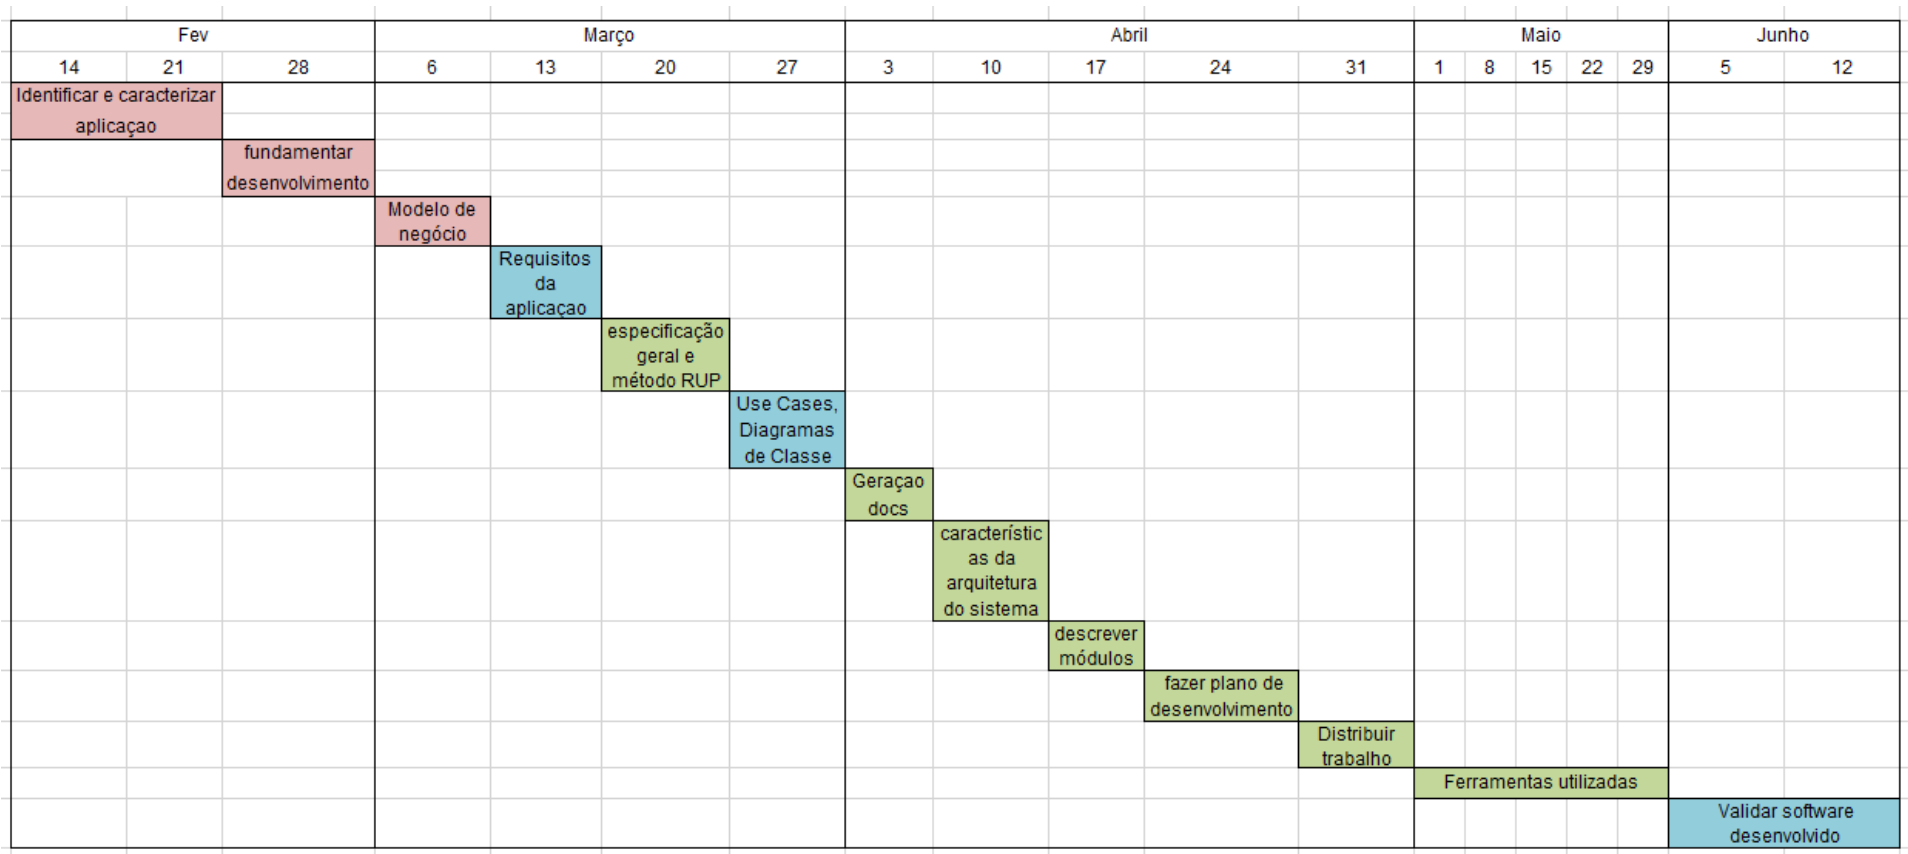 Fev Março Abril Maio Junho
14 21 28 6 13 20 27 3 10 17 24 31 1 8 15 22 29 5 12
Identificar e caracterizar
aplicaçao
fundamentar
desenvolvimento
Modelo de
negócio
Requisitos
da
aplicaçao
especificação
geral e
método RUP
Use Cases,
Diagramas
de Classe
Geraçao
docs
característic
as da
arquitetura
do sistema
descrever
módulos
fazer plano de
desenvolvimento
Distribuir
trabalho
Ferramentas utilizadas
Validar software
desenvolvido